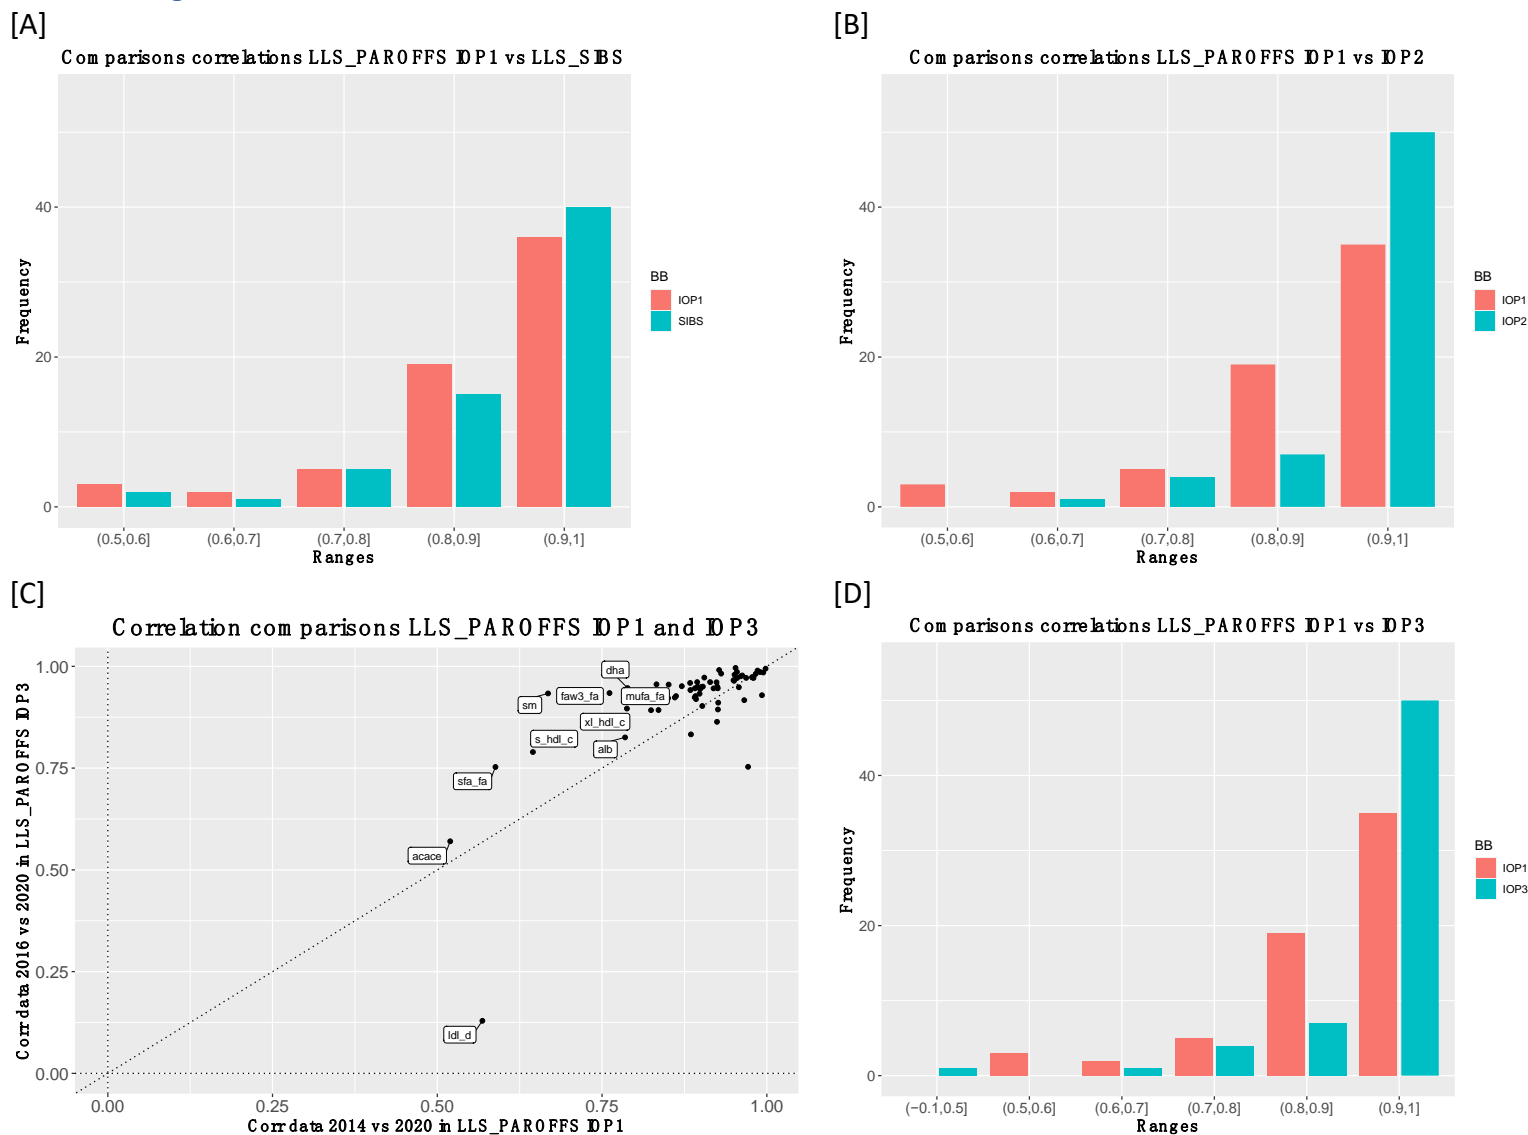 [A]
Comparisons correlations LLS_PAROFFS IOP1 vs LLS_SIBS
Frequency
40
20
0
(0.5,0.6]
(0.6,0.7]
(0.7,0.8]
(0.8,0.9]
(0.9,1]
Ranges
BB
IOP1
SIBS
[B]
Comparisons correlations LLS_PAROFFS IOP1 vs IOP2
Frequency
40
20
0
(0.5,0.6]
(0.6,0.7]
(0.7,0.8]
(0.8,0.9]
(0.9,1]
Ranges
BB
IOP1
IOP2
[C]
Correlation comparisons LLS_PAROFFS IOP1 and IOP3
Corr data 2016 vs 2020 in LLS_PAROFFS IOP3
1.00
0.75
0.50
0.25
0.00
dha
sm
faw3_fa
mufa_fa
xl_hdl_c
s_hdl_c
alb
sfa_fa
acace
ldl_d
0.00
0.25
0.50
0.75
1.00
Corr data 2014 vs 2020 in LLS_PAROFFS IOP1
[D]
Comparisons correlations LLS_PAROFFS IOP1 vs IOP3
Frequency
40
20
0
(−0.1,0.5]
(0.5,0.6]
(0.6,0.7]
(0.7,0.8]
(0.8,0.9]
(0.9,1]
Ranges
BB
IOP1
IOP3